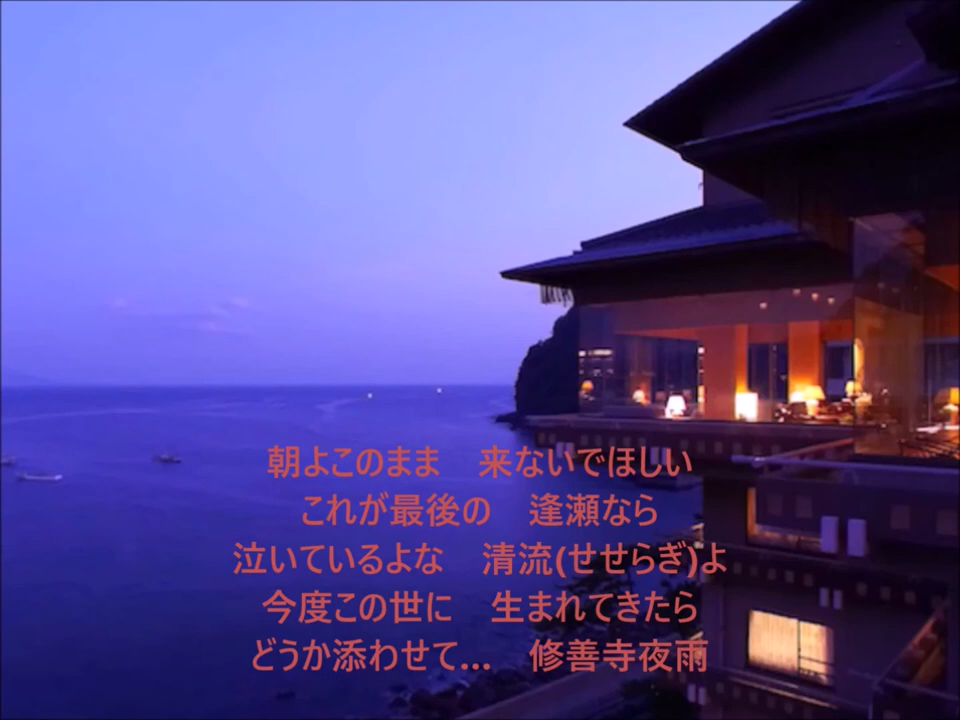 朝よこのまま　来ないでほしい
これが最後の　逢瀬なら
泣いているよな　清流(せせらぎ)よ
今度この世に　生まれてきたら
どうか添わせて…　修善寺夜雨